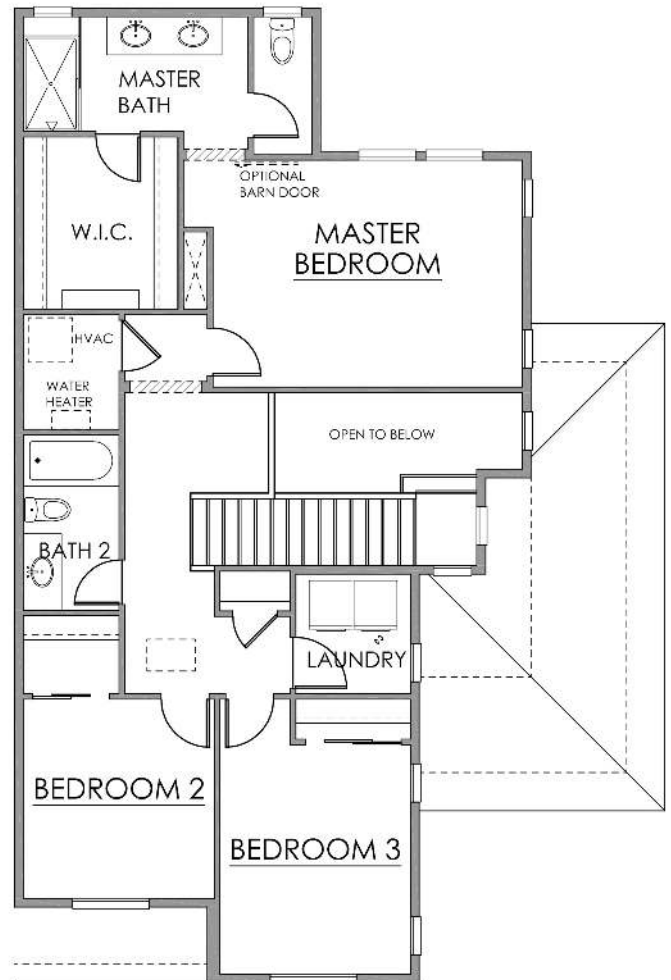 MASTER
BATH
OPTIONAL
BARN DOOR
W.I.C.
MASTER
BEDROOM
HVAC
WATER
HEATER
OPEN TO BELOW
BATH 2
LAUNDRY
BEDROOM 2
BEDROOM 3